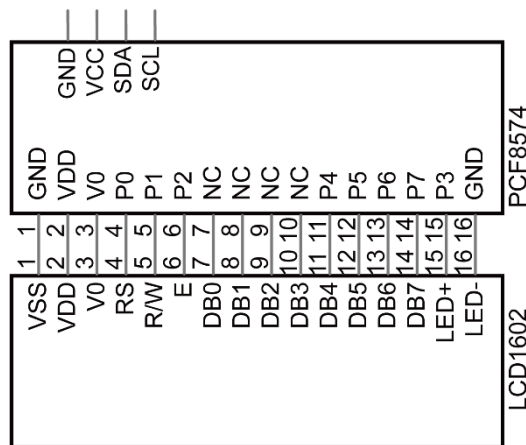 GND
VCC
SDA
SCL
GND
VDD
V0
P0
P1
P2
NC
NC
NC
NC
P4
P5
P6
P7
P3
GND
PCF8574
1 1
2 2
3 3
4 4
5 5
6 6
7 7
8 8
9 9
10 10
11 11
12 12
13 13
14 14
15 15
16 16
VSS
VDD
V0
RS
R/W
E
DB0
DB1
DB2
DB3
DB4
DB5
DB6
DB7
LED+
LED-
LCD1602